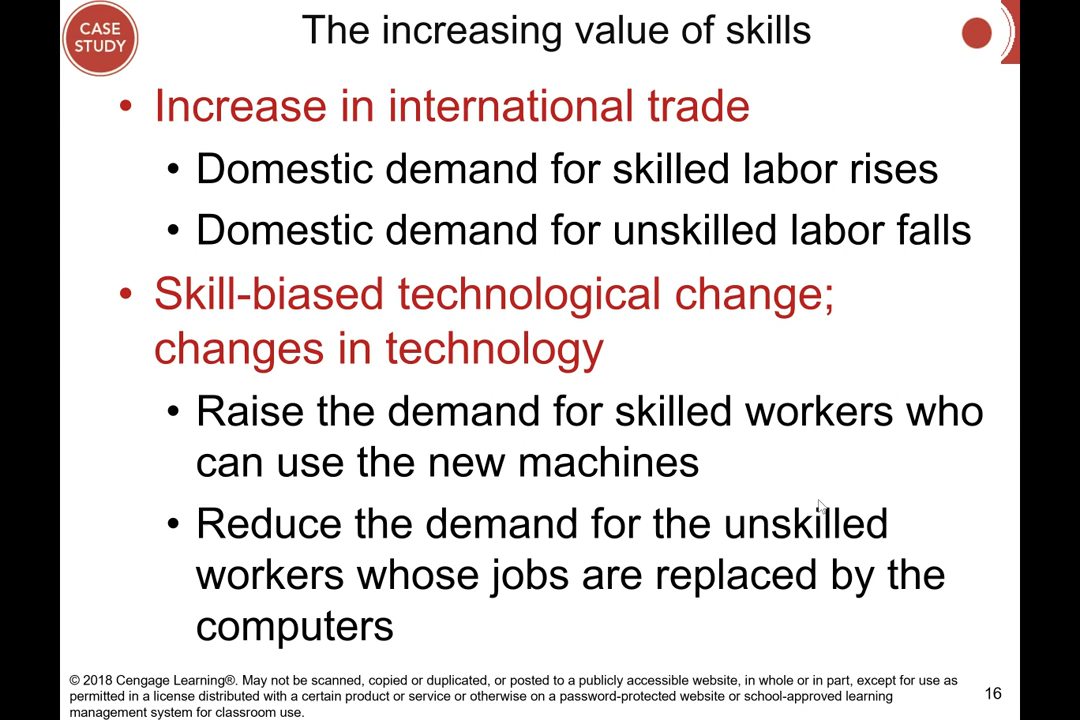 CASE
STUDY
The increasing value of skills
• Increase in international trade
• Domestic demand for skilled labor rises
• Domestic demand for unskilled labor falls
• Skill-biased technological change;
changes in technology
• Raise the demand for skilled workers who
can use the new machines
• Reduce the demand for the unskilled
workers whose jobs are replaced by the
computers
© 2018 Cengage Learning®. May not be scanned, copied or duplicated, or posted to a publicly accessible website, in whole or in part, except for use as
permitted in a license distributed with a certain product or service or otherwise on a password-protected website or school-approved learning
management system for classroom use.
16